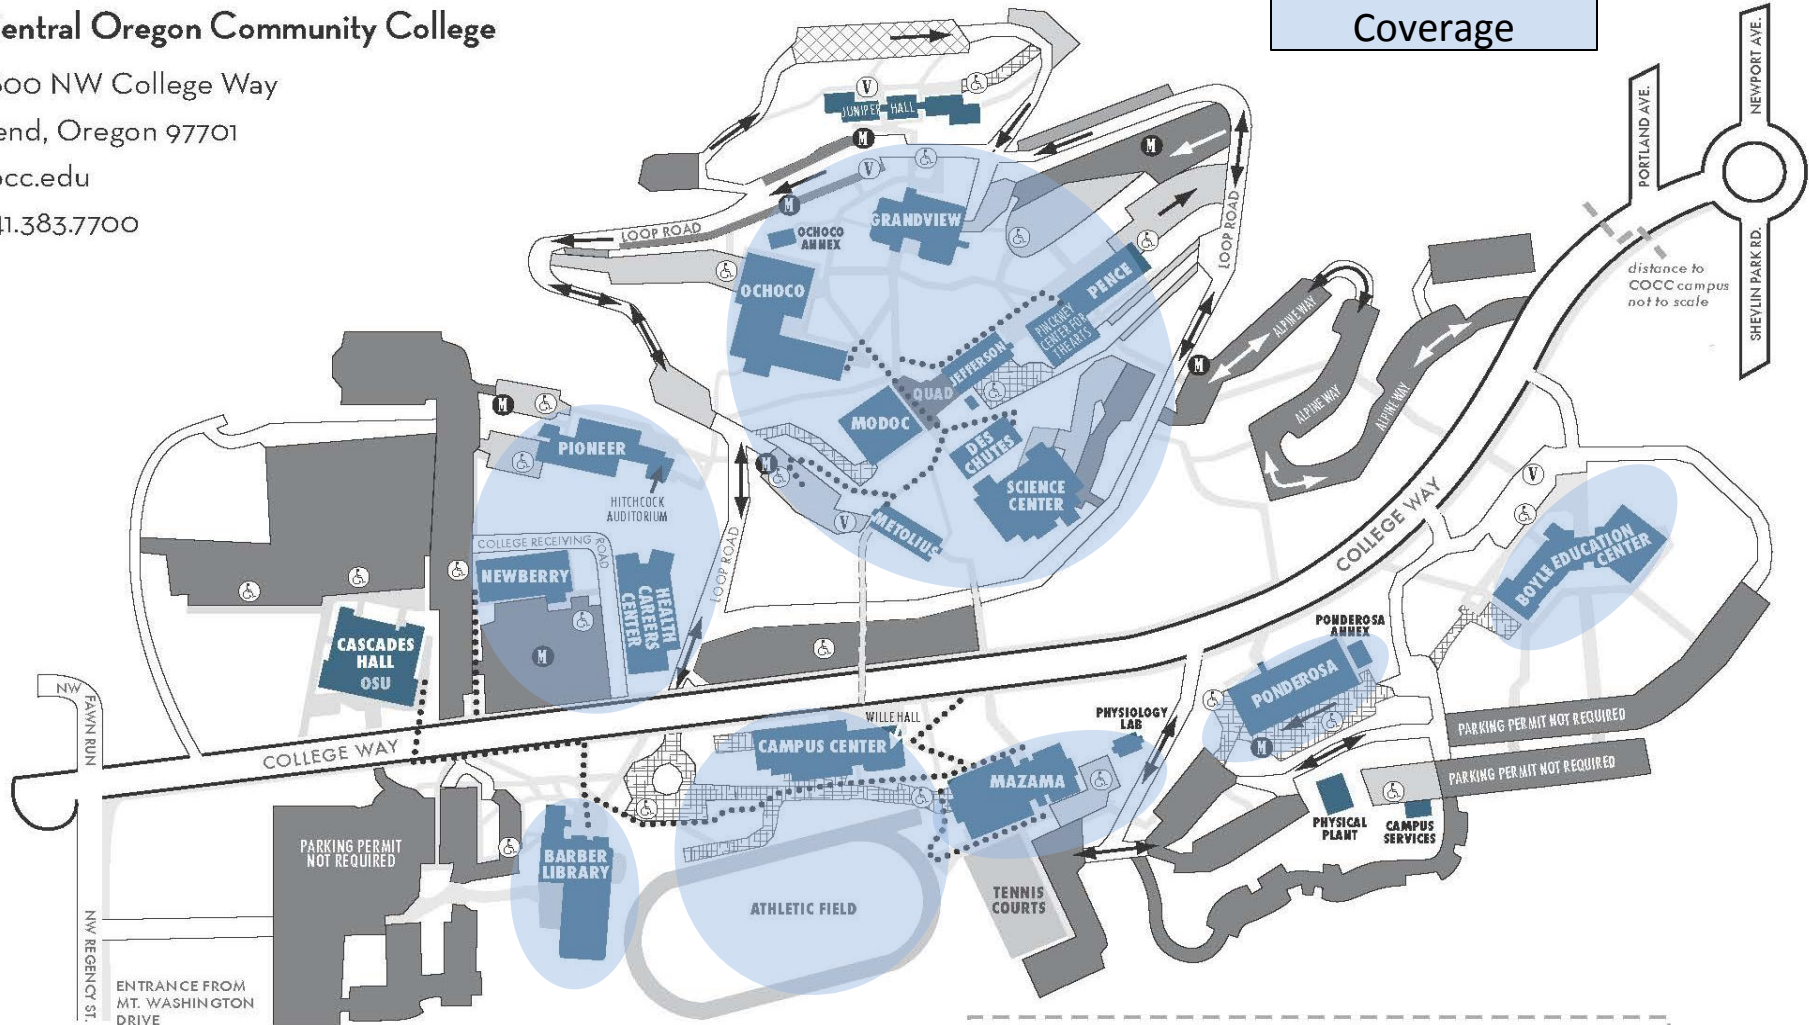 entral Oregon Community College
600 NW College Way
end, Oregon 97701
occ.edu
41.383.7700
Coverage
NEWPORT AVE.
PORTLAND AVE.
SHEVLIN PARK RD.
distance to
COCC campus
not to scale
V
JUNIPER HALL
M
M
V
M
LOOP ROAD
OCHOCO
ANNEX
GRANDVIEW
LOOP ROAD
OCHOCO
PENCE
PINCKNEY
CENTER FOR
THE ARTS
JEFFERSON
QUAD
MODOC
DES
CHUTES
SCIENCE
CENTER
METOLIUS
M
V
M
ALPINE WAY
ALPINE WAY
ALPINE WAY
M
PIONEER
HITCHCOCK
AUDITORIUM
COLLEGE RECEIVING ROAD
NEWBERRY
HEALTH
CAREERS
CENTER
LOOP ROAD
M
CASCADES
HALL
OSU
COLLEGE WAY
V
BOYLE EDUCATION
CENTER
PONDEROSA
ANNEX
PONDEROSA
M
PARKING PERMIT NOT REQUIRED
PARKING PERMIT NOT REQUIRED
PHYSICAL
PLANT
CAMPUS
SERVICES
PHYSIOLOGY
LAB
WILLE HALL
CAMPUS CENTER
MAZAMA
NW
FAWN RUN
COLLEGE WAY
PARKING PERMIT
NOT REQUIRED
BARBER
LIBRARY
ATHLETIC FIELD
TENNIS
COURTS
NW REGENCY ST.
ENTRANCE FROM
MT. WASHINGTON
DRIVE